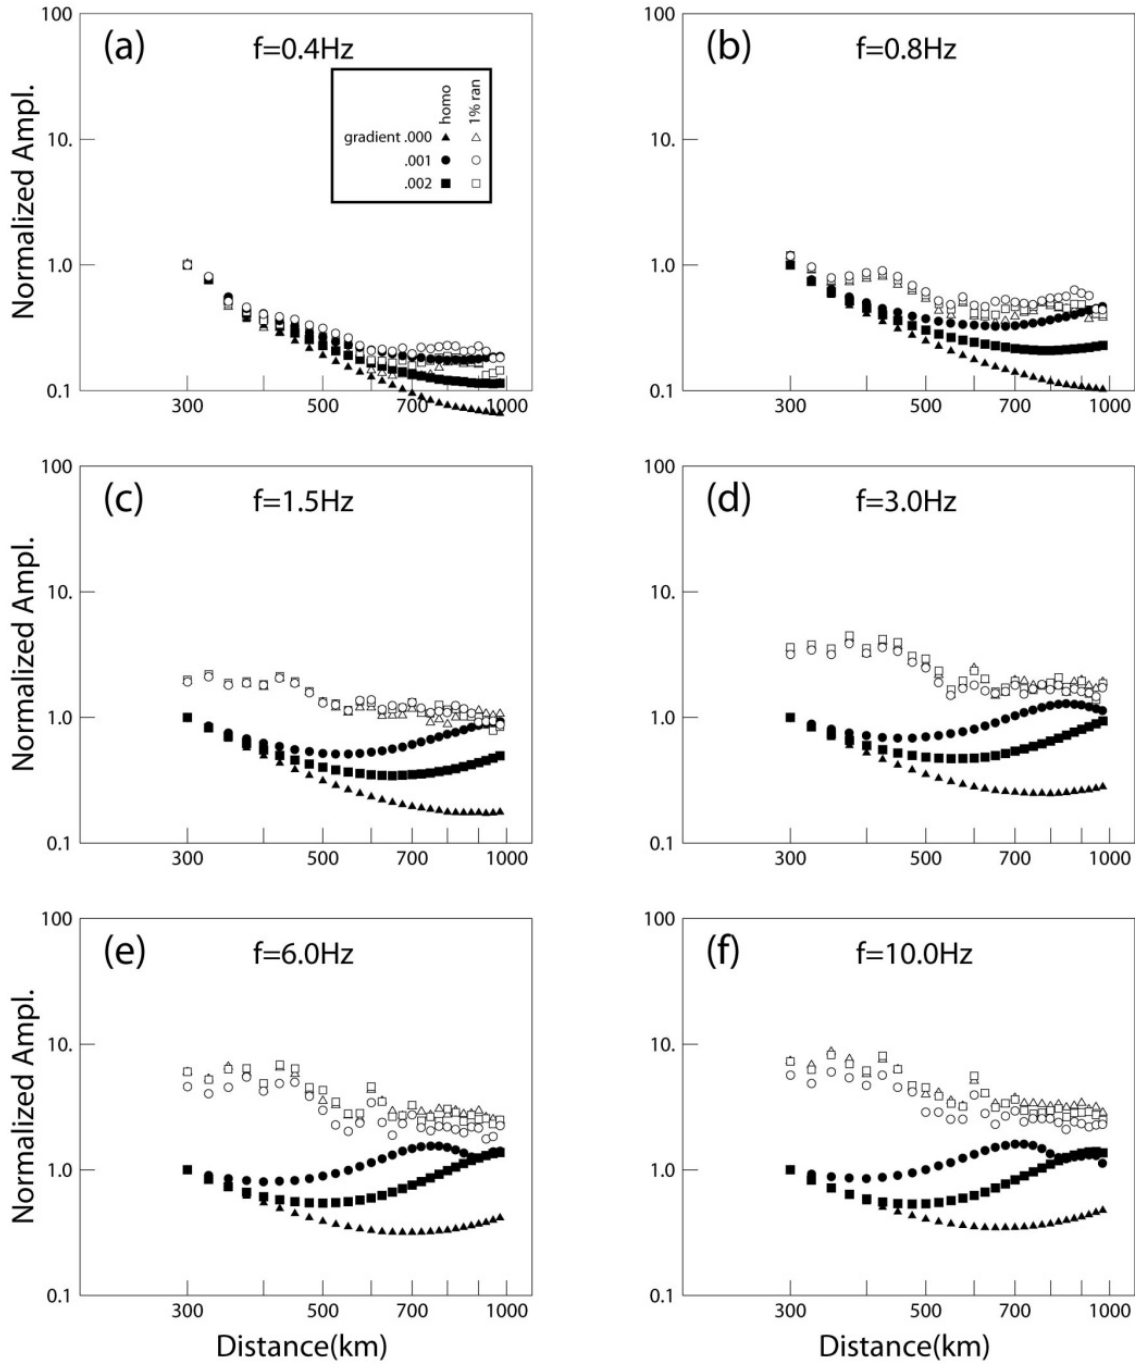 (a) f=0.4Hz
homo 1% ran
gradient .000
.001
.002
Normalized Ampl.
100
10.
1.0
0.1
300 500 700 1000
(b) f=0.8Hz
100
10.
1.0
0.1
300 500 700 1000
(c) f=1.5Hz
Normalized Ampl.
100
10.
1.0
0.1
300 500 700 1000
(d) f=3.0Hz
100
10.
1.0
0.1
300 500 700 1000
(e) f=6.0Hz
Normalized Ampl.
100
10.
1.0
0.1
300 500 700 1000
Distance(km)
(f) f=10.0Hz
100
10.
1.0
0.1
300 500 700 1000
Distance(km)